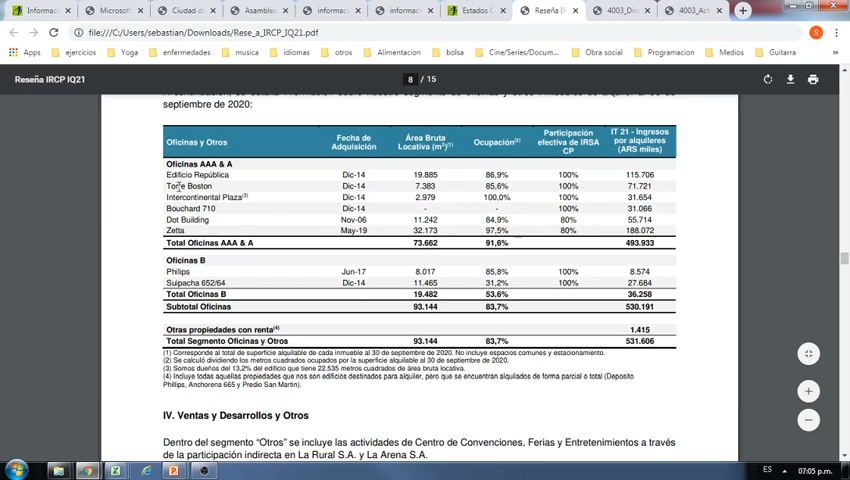 Informac
Microsof
Ciudad d
Asamble
informac
informac
Estados C
Reseña IR
4003_Dire
4003_Act
file:///C:/Users/sebastian/Downloads/Rese_a_IRCP_IQ21.pdf
Apps
ejercicios
Yoga
enfermedades
musica
idiomas
otros
Alimentacion
bolsa
Cine/Series/Docum...
Obra social
Programacion
Medios
Guitarra
Reseña IRCP IQ21
8 / 15
septiembre de 2020:
Oficinas y Otros Fecha de Adquisición Área Bruta Locativa (m²)(1) Ocupación(2) Participación efectiva de IRSA CP IT 21 - Ingresos por alquileres (ARS miles)
Oficinas AAA & A
Edificio República Dic-14 19.885 86,9% 100% 115.706
Torre Boston Dic-14 7.383 85,6% 100% 71.721
Intercontinental Plaza(3) Dic-14 2.979 100,0% 100% 31.654
Bouchard 710 Dic-14 - - 100% 31.066
Dot Building Nov-06 11.242 84,9% 80% 55.714
Zetta May-19 32.173 97,5% 80% 188.072
Total Oficinas AAA & A 73.662 91,6% 493.933
Oficinas B
Philips Jun-17 8.017 85,8% 100% 8.574
Suipacha 652/64 Dic-14 11.465 31,2% 100% 27.684
Total Oficinas B 19.482 53,6% 36.258
Subtotal Oficinas 93.144 83,7% 530.191
Otras propiedades con renta(4) 1.415
Total Segmento Oficinas y Otros 93.144 83,7% 531.606
(1) Corresponde al total de superficie alquilable de cada inmueble al 30 de septiembre de 2020. No incluye espacios comunes y estacionamiento.
(2) Se calculó dividiendo los metros cuadrados ocupados por la superficie alquilable al 30 de septiembre de 2020.
(3) Somos dueños del 13,2% del edificio que tiene 22.535 metros cuadrados de área bruta locativa.
(4) Incluye todas aquellas propiedades que nos son edificios destinados para alquiler, pero que se encuentran alquilados de forma parcial o total (Deposito
Phillips, Anchorena 665 y Predio San Martin).
IV. Ventas y Desarrollos y Otros
Dentro del segmento "Otros" se incluye las actividades de Centro de Convenciones, Ferias y Entretenimientos a través
de la participación indirecta en La Rural S.A. y La Arena S.A.
ES
07:05 p.m.